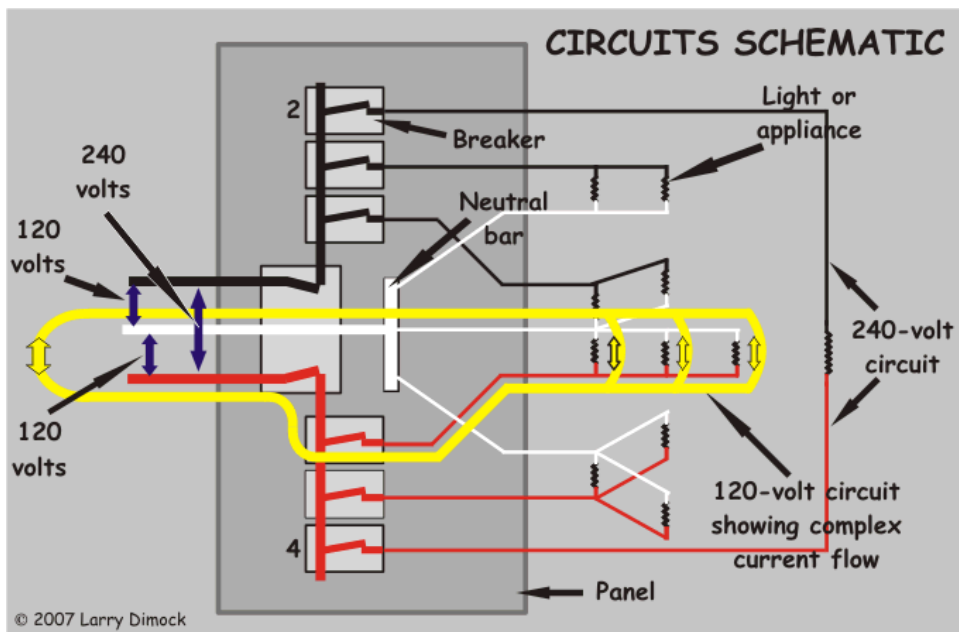 CIRCUITS SCHEMATIC
2
Breaker
Light or
appliance
240
volts
Neutral
bar
120
volts
240-volt
circuit
120
volts
120-volt circuit
showing complex
current flow
4
Panel
© 2007 Larry Dimock